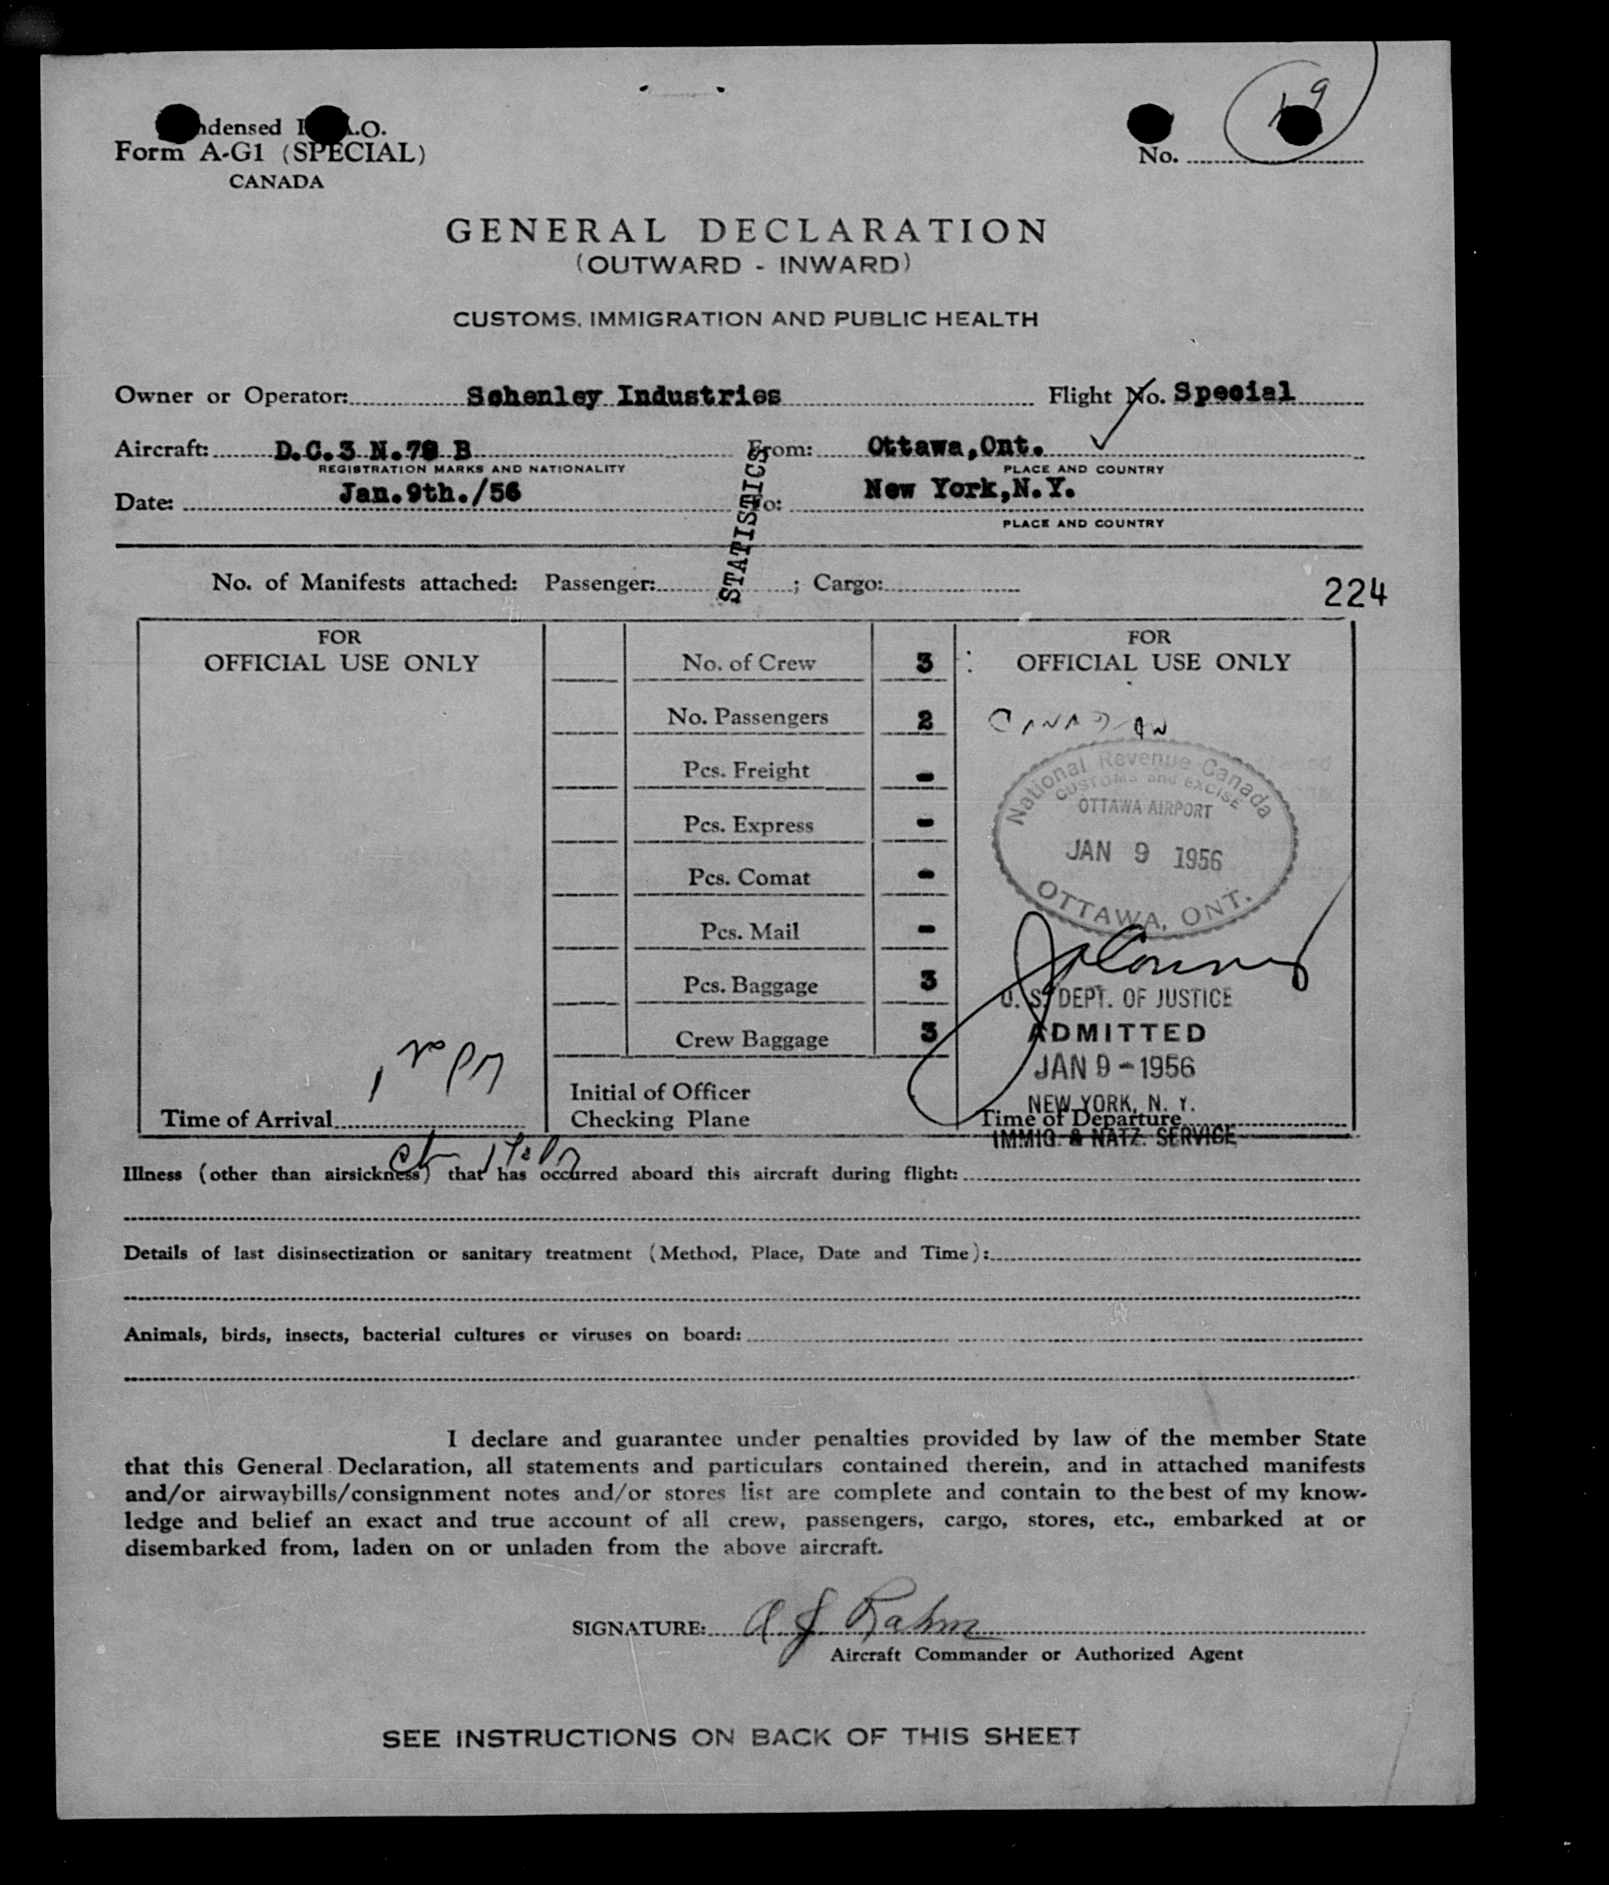 Condensed I.C.A.O.
Form A-G1 (SPECIAL)
CANADA
No.
GENERAL DECLARATION
(OUTWARD - INWARD)
CUSTOMS, IMMIGRATION AND PUBLIC HEALTH
Owner or Operator: Schenley Industries Flight No. Special
Aircraft: D.C.3 N.79 B From: Ottawa,Ont.
REGISTRATION MARKS AND NATIONALITY PLACE AND COUNTRY
Date: Jan.9th./56 To: New York,N.Y.
PLACE AND COUNTRY
STATISTICS
No. of Manifests attached: Passenger: ; Cargo:
224
FOR
OFFICIAL USE ONLY
Time of Arrival
No. of Crew 3
No. Passengers 2
Pcs. Freight -
Pcs. Express -
Pcs. Comat -
Pcs. Mail -
Pcs. Baggage 3
Crew Baggage 3
Initial of Officer
Checking Plane
FOR
OFFICIAL USE ONLY
CANADIAN
National Revenue Canada
CUSTOMS and EXCISE
OTTAWA AIRPORT
JAN 9 1956
OTTAWA, ONT.
U. S. DEPT. OF JUSTICE
ADMITTED
JAN 9 - 1956
NEW YORK, N. Y.
Time of Departure
IMMIG. & NATZ. SERVICE
Illness (other than airsickness) that has occurred aboard this aircraft during flight:
Details of last disinsectization or sanitary treatment (Method, Place, Date and Time):
Animals, birds, insects, bacterial cultures or viruses on board:
I declare and guarantee under penalties provided by law of the member State
that this General Declaration, all statements and particulars contained therein, and in attached manifests
and/or airwaybills/consignment notes and/or stores list are complete and contain to the best of my know-
ledge and belief an exact and true account of all crew, passengers, cargo, stores, etc., embarked at or
disembarked from, laden on or unladen from the above aircraft.
SIGNATURE: A. J. Rahm
Aircraft Commander or Authorized Agent
SEE INSTRUCTIONS ON BACK OF THIS SHEET